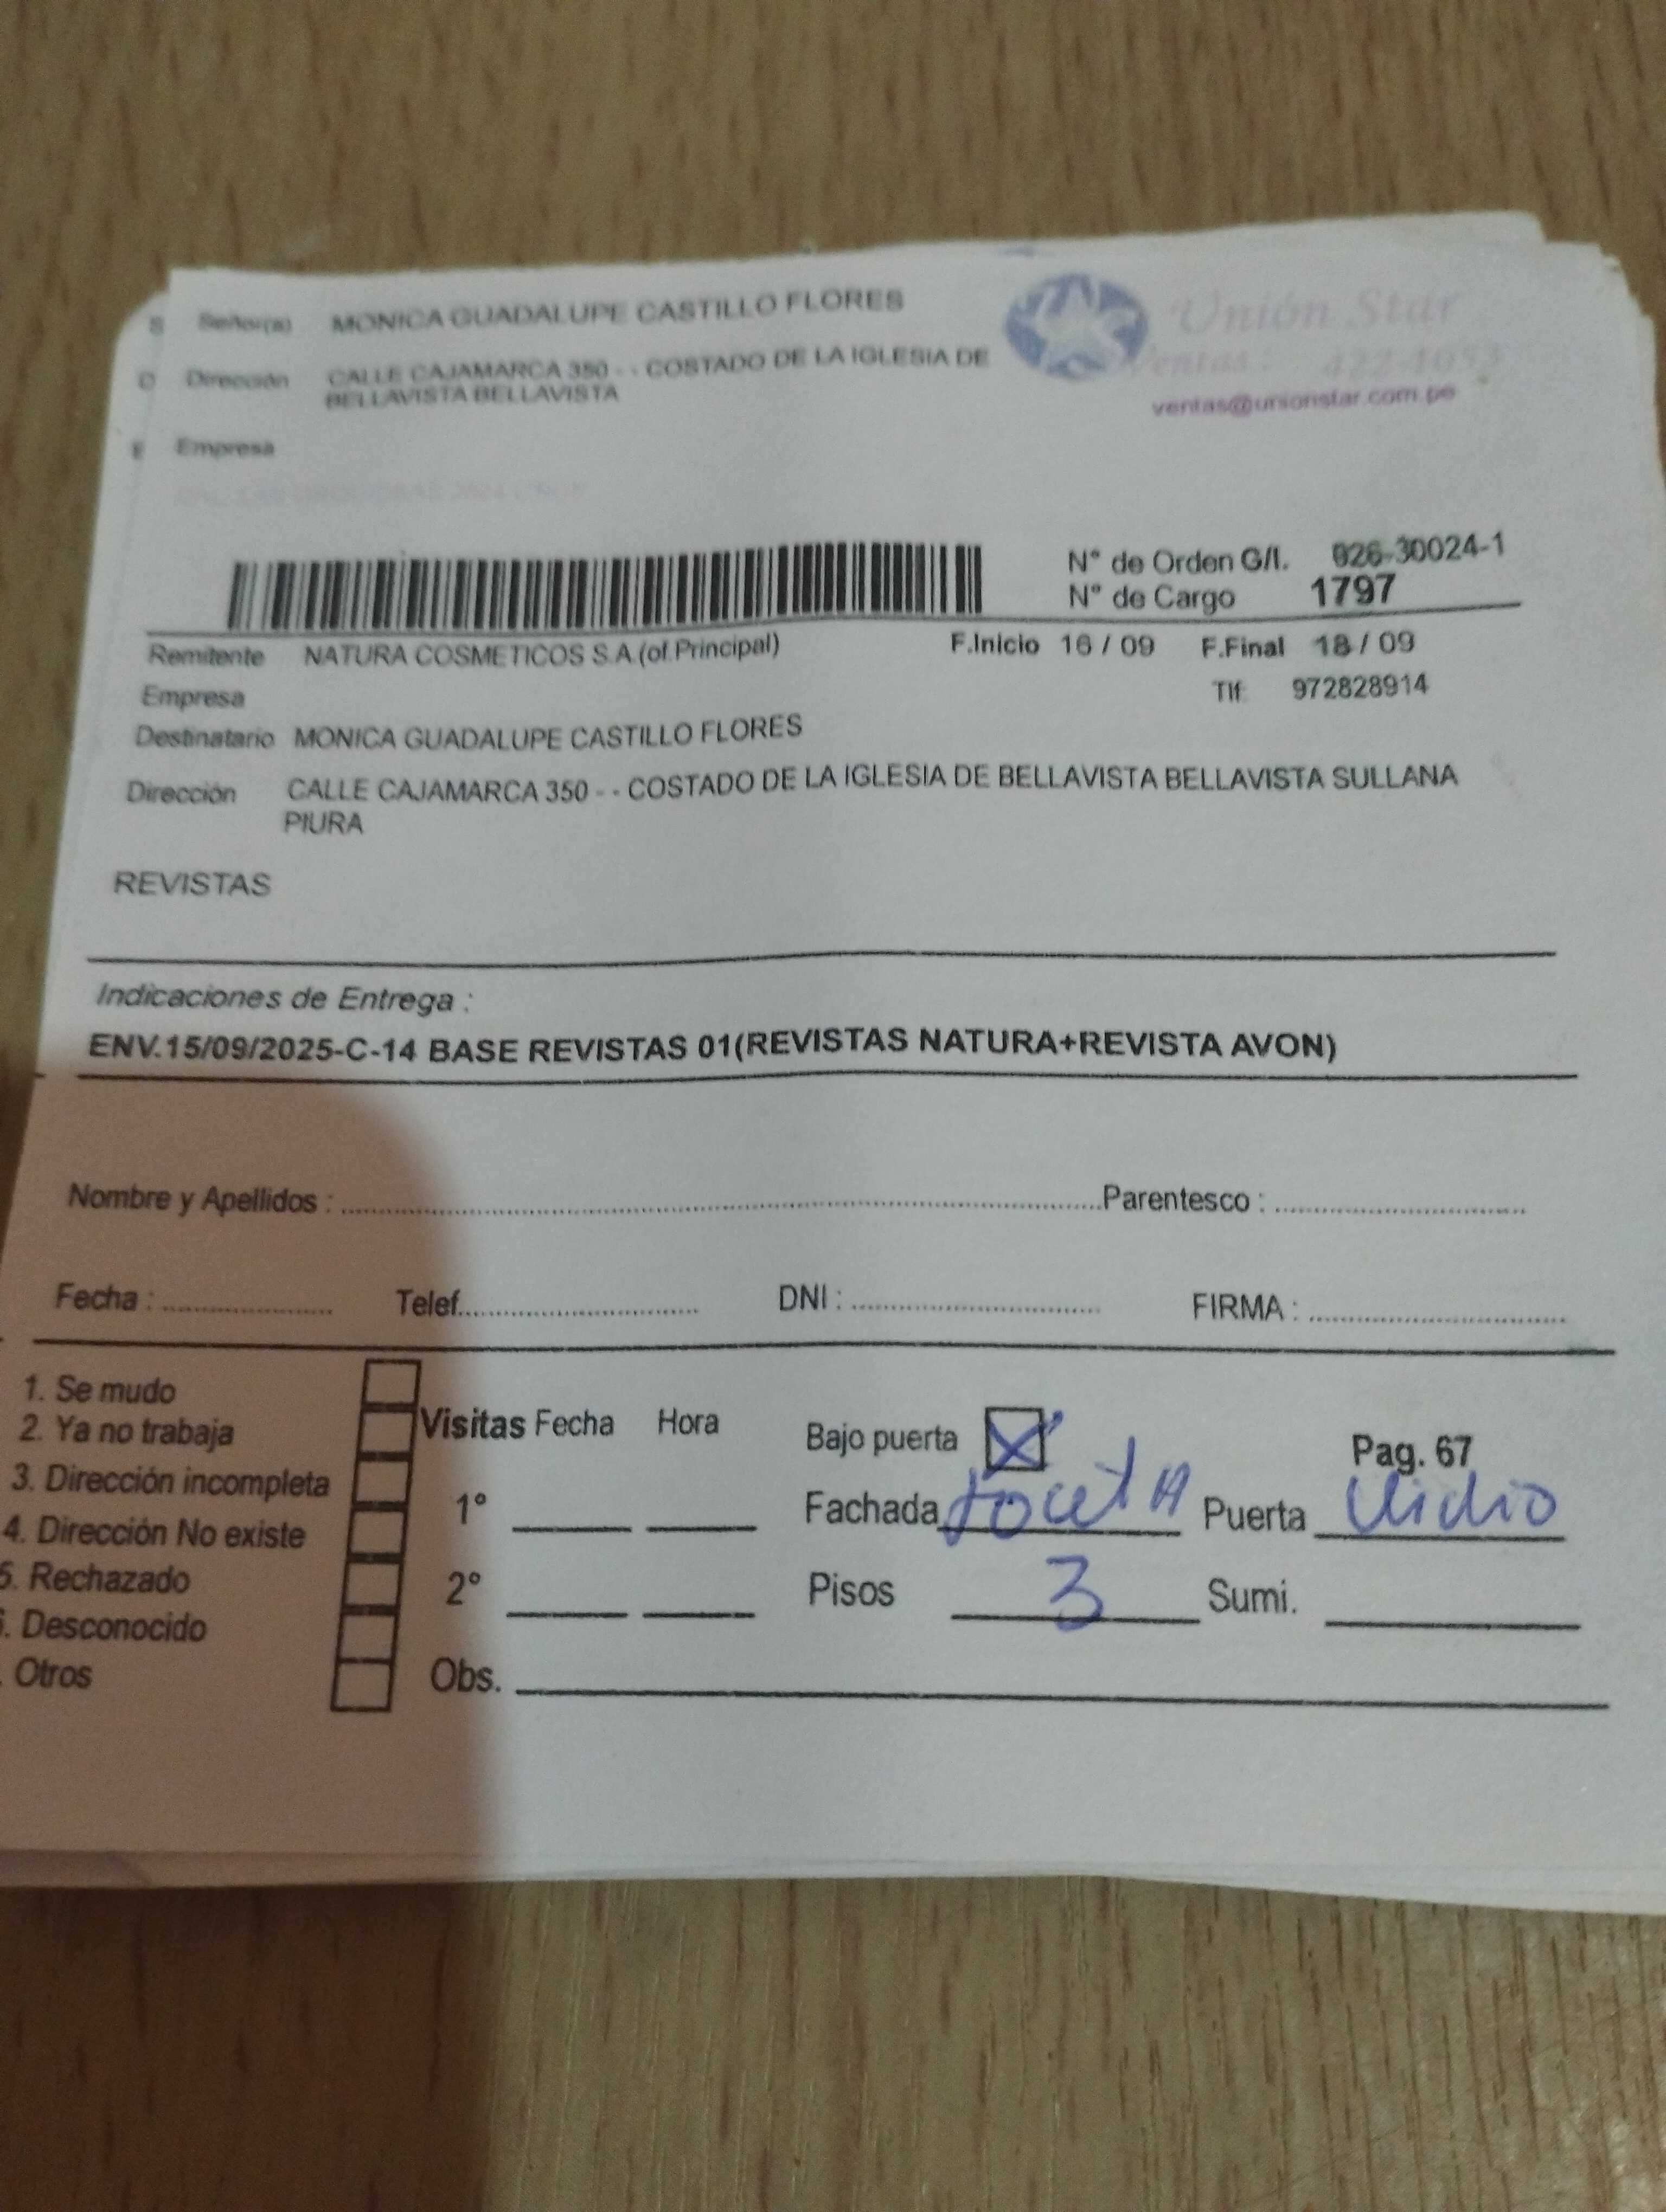 S Señor(a) MONICA GUADALUPE CASTILLO FLORES
Unión Star
D Dirección CALLE CAJAMARCA 350 - - COSTADO DE LA IGLESIA DE
BELLAVISTA BELLAVISTA
Ventas 422-1053
ventas@unionstar.com.pe
E Empresa
N° de Orden G/I. 026-30024-1
N° de Cargo 1797
Remitente NATURA COSMETICOS S.A.(of.Principal) F.Inicio 16 / 09 F.Final 18 / 09
Empresa Tlf: 972828914
Destinatario MONICA GUADALUPE CASTILLO FLORES
Dirección CALLE CAJAMARCA 350 - - COSTADO DE LA IGLESIA DE BELLAVISTA BELLAVISTA SULLANA
PIURA
REVISTAS
Indicaciones de Entrega :
ENV.15/09/2025-C-14 BASE REVISTAS 01(REVISTAS NATURA+REVISTA AVON)
Nombre y Apellidos : Parentesco :
Fecha : Telef. DNI : FIRMA :
1. Se mudo
2. Ya no trabaja
3. Dirección incompleta
4. Dirección No existe
5. Rechazado
. Desconocido
. Otros
Visitas Fecha Hora
1°
2°
Obs.
Bajo puerta Pag. 67
Fachada Puerta Vidrio
Pisos 3 Sumi.